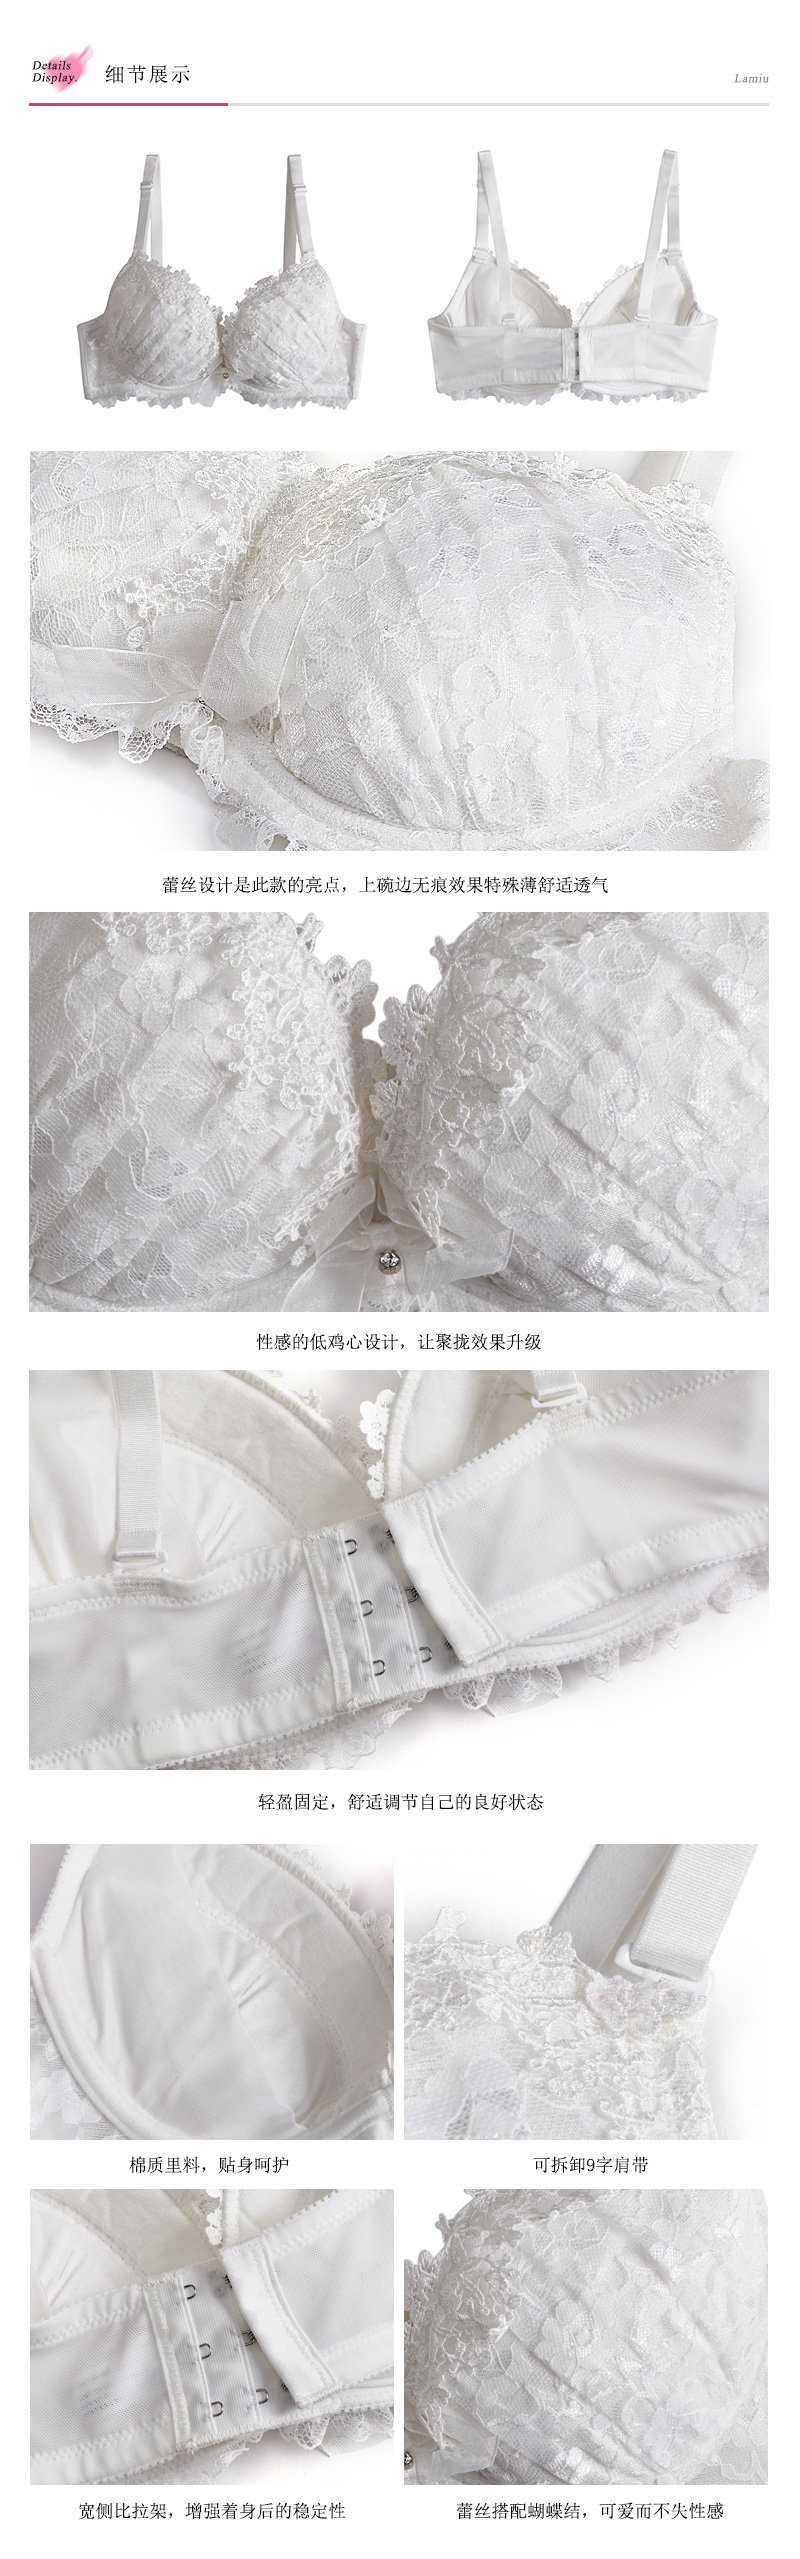 Details
Display.
细节展示
Lamiu
蕾丝设计是此款的亮点，上碗边无痕效果特殊薄舒适透气
性感的低鸡心设计，让聚拢效果升级
轻盈固定，舒适调节自己的良好状态
棉质里料，贴身呵护
可拆卸9字肩带
宽侧比拉架，增强着身后的稳定性
蕾丝搭配蝴蝶结，可爱而不失性感